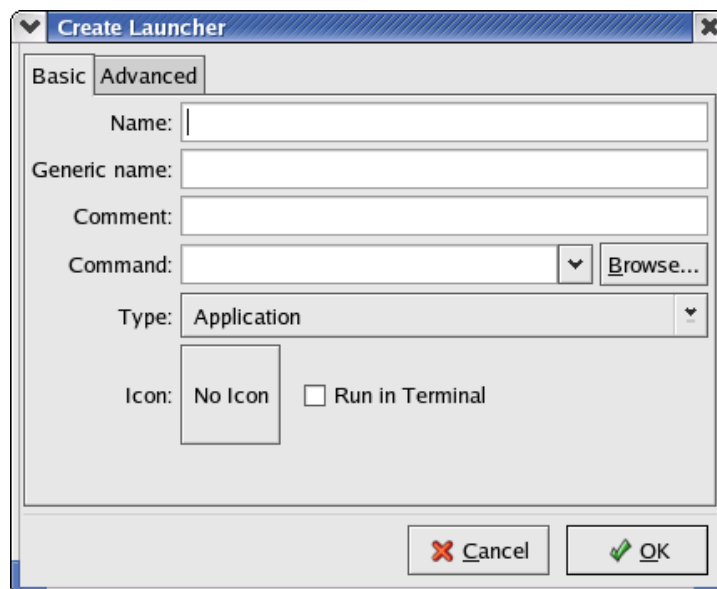 Create Launcher
Basic Advanced
Name:
Generic name:
Comment:
Command: Browse...
Type: Application
Icon: No Icon Run in Terminal
Cancel OK